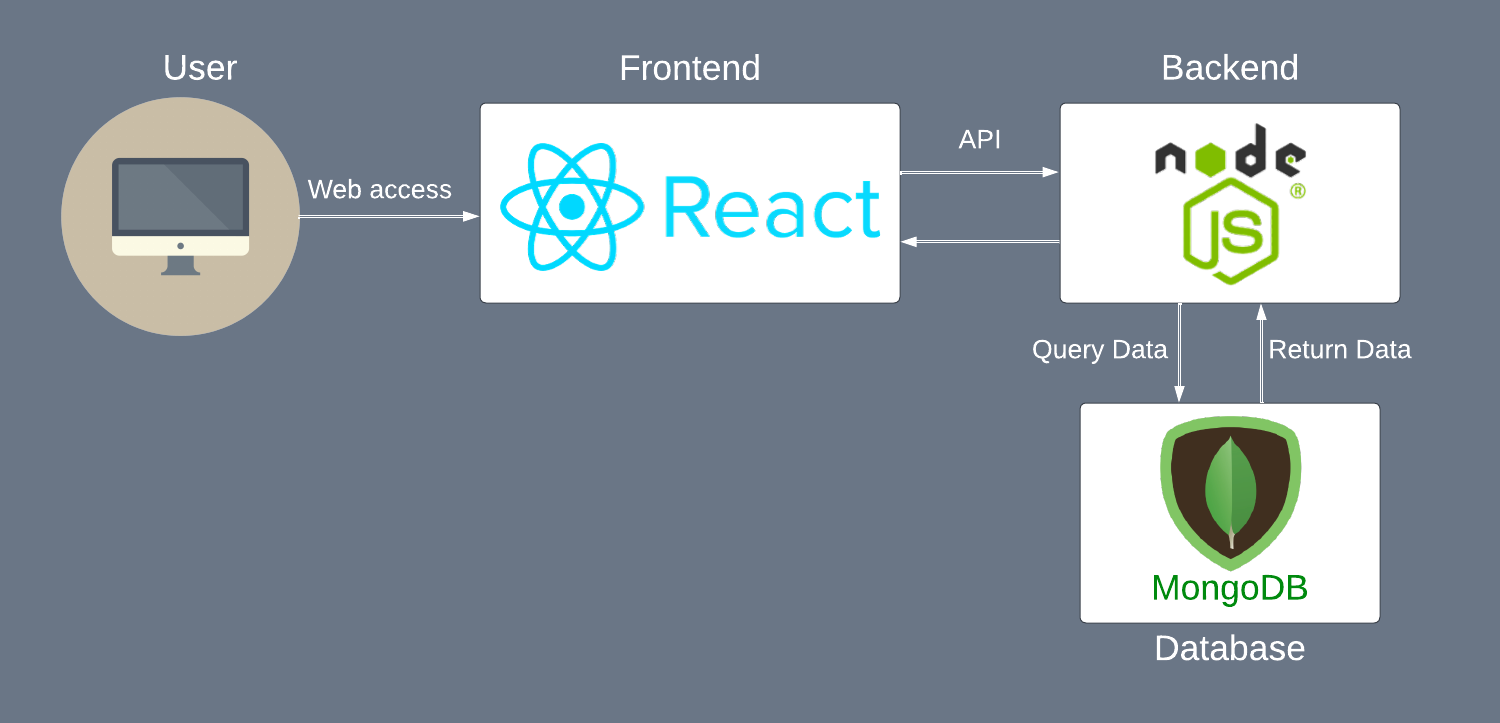 User
Frontend
Backend
Web access
React
API
node
JS
®
Query Data
Return Data
MongoDB
Database